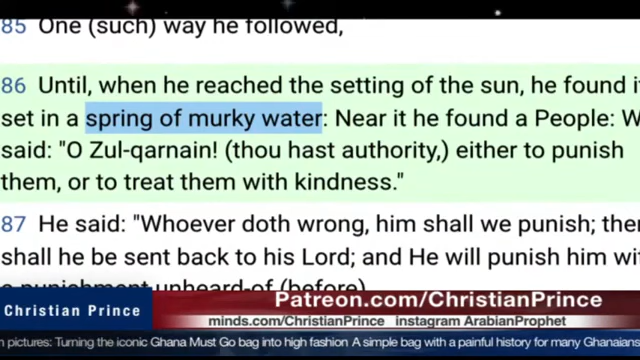 85 One (such) way he followed,
86 Until, when he reached the setting of the sun, he found it
set in a spring of murky water: Near it he found a People: W
said: "O Zul-qarnain! (thou hast authority,) either to punish
them, or to treat them with kindness."
87 He said: "Whoever doth wrong, him shall we punish; then
shall he be sent back to his Lord; and He will punish him wit
a punishment unheard-of (before)
Christian Prince
Patreon.com/ChristianPrince
minds.com/ChristianPrince instagram ArabianProphet
n pictures: Turning the iconic Ghana Must Go bag into high fashion A simple bag with a painful history for many Ghanaians